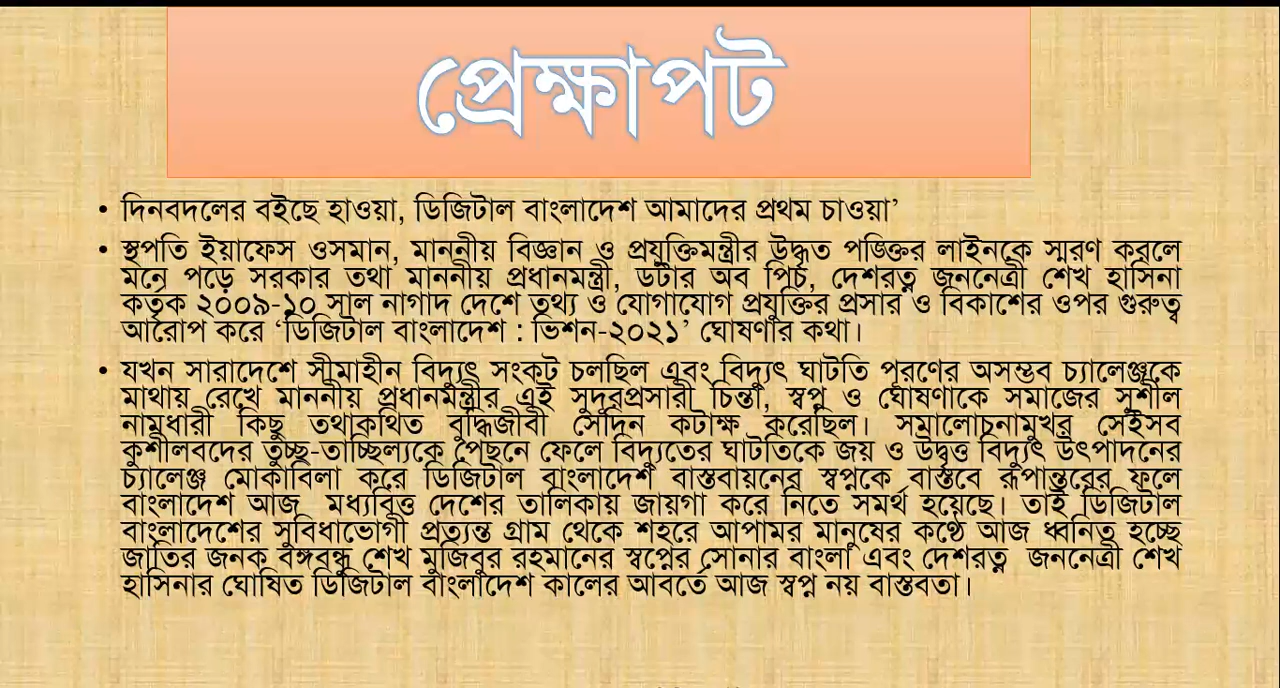 প্রেক্ষাপট
• দিনবদলের বইছে হাওয়া, ডিজিটাল বাংলাদেশ আমাদের প্রথম চাওয়া’
• স্থপতি ইয়াফেস ওসমান, মাননীয় বিজ্ঞান ও প্রযুক্তিমন্ত্রীর উদ্ধৃত পঙ্‌ক্তির লাইনকে স্মরণ করলে
মনে পড়ে সরকার তথা মাননীয় প্রধানমন্ত্রী, ডটার অব পিচ, দেশরত্ন জননেত্রী শেখ হাসিনা
কর্তৃক ২০০৯-১০ সাল নাগাদ দেশে তথ্য ও যোগাযোগ প্রযুক্তির প্রসার ও বিকাশের ওপর গুরুত্ব
আরোপ করে ‘ডিজিটাল বাংলাদেশ : ভিশন-২০২১’ ঘোষণার কথা।
• যখন সারাদেশে সীমাহীন বিদ্যুৎ সংকট চলছিল এবং বিদ্যুৎ ঘাটতি পূরণের অসম্ভব চ্যালেঞ্জকে
মাথায় রেখে মাননীয় প্রধানমন্ত্রীর এই সুদূরপ্রসারী চিন্তা, স্বপ্ন ও ঘোষণাকে সমাজের সুশীল
নামধারী কিছু তথাকথিত বুদ্ধিজীবী সেদিন কটাক্ষ করেছিল। সমালোচনামুখর সেইসব
কুশীলবদের তুচ্ছ-তাচ্ছিল্যকে পেছনে ফেলে বিদ্যুতের ঘাটতিকে জয় ও উদ্বৃত্ত বিদ্যুৎ উৎপাদনের
চ্যালেঞ্জ মোকাবিলা করে ডিজিটাল বাংলাদেশ বাস্তবায়নের স্বপ্নকে বাস্তবে রূপান্তরের ফলে
বাংলাদেশ আজ মধ্যবিত্ত দেশের তালিকায় জায়গা করে নিতে সমর্থ হয়েছে। তাই ডিজিটাল
বাংলাদেশের সুবিধাভোগী প্রত্যন্ত গ্রাম থেকে শহরে আপামর মানুষের কণ্ঠে আজ ধ্বনিত হচ্ছে
জাতির জনক বঙ্গবন্ধু শেখ মুজিবুর রহমানের স্বপ্নের সোনার বাংলা এবং দেশরত্ন জননেত্রী শেখ
হাসিনার ঘোষিত ডিজিটাল বাংলাদেশ কালের আবর্তে আজ স্বপ্ন নয় বাস্তবতা।